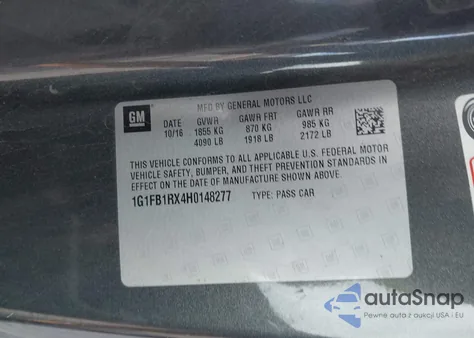 GM
MFD BY GENERAL MOTORS LLC
DATE GVWR GAWR FRT GAWR RR
10/16 1855 KG 870 KG 985 KG
4090 LB 1918 LB 2172 LB
THIS VEHICLE CONFORMS TO ALL APPLICABLE U.S. FEDERAL MOTOR
VEHICLE SAFETY, BUMPER, AND THEFT PREVENTION STANDARDS IN
EFFECT ON THE DATE OF MANUFACTURE SHOWN ABOVE.
1G1FB1RX4H0148277 TYPE: PASS CAR
autoSnap
Pewne auta z aukcji USA i EU